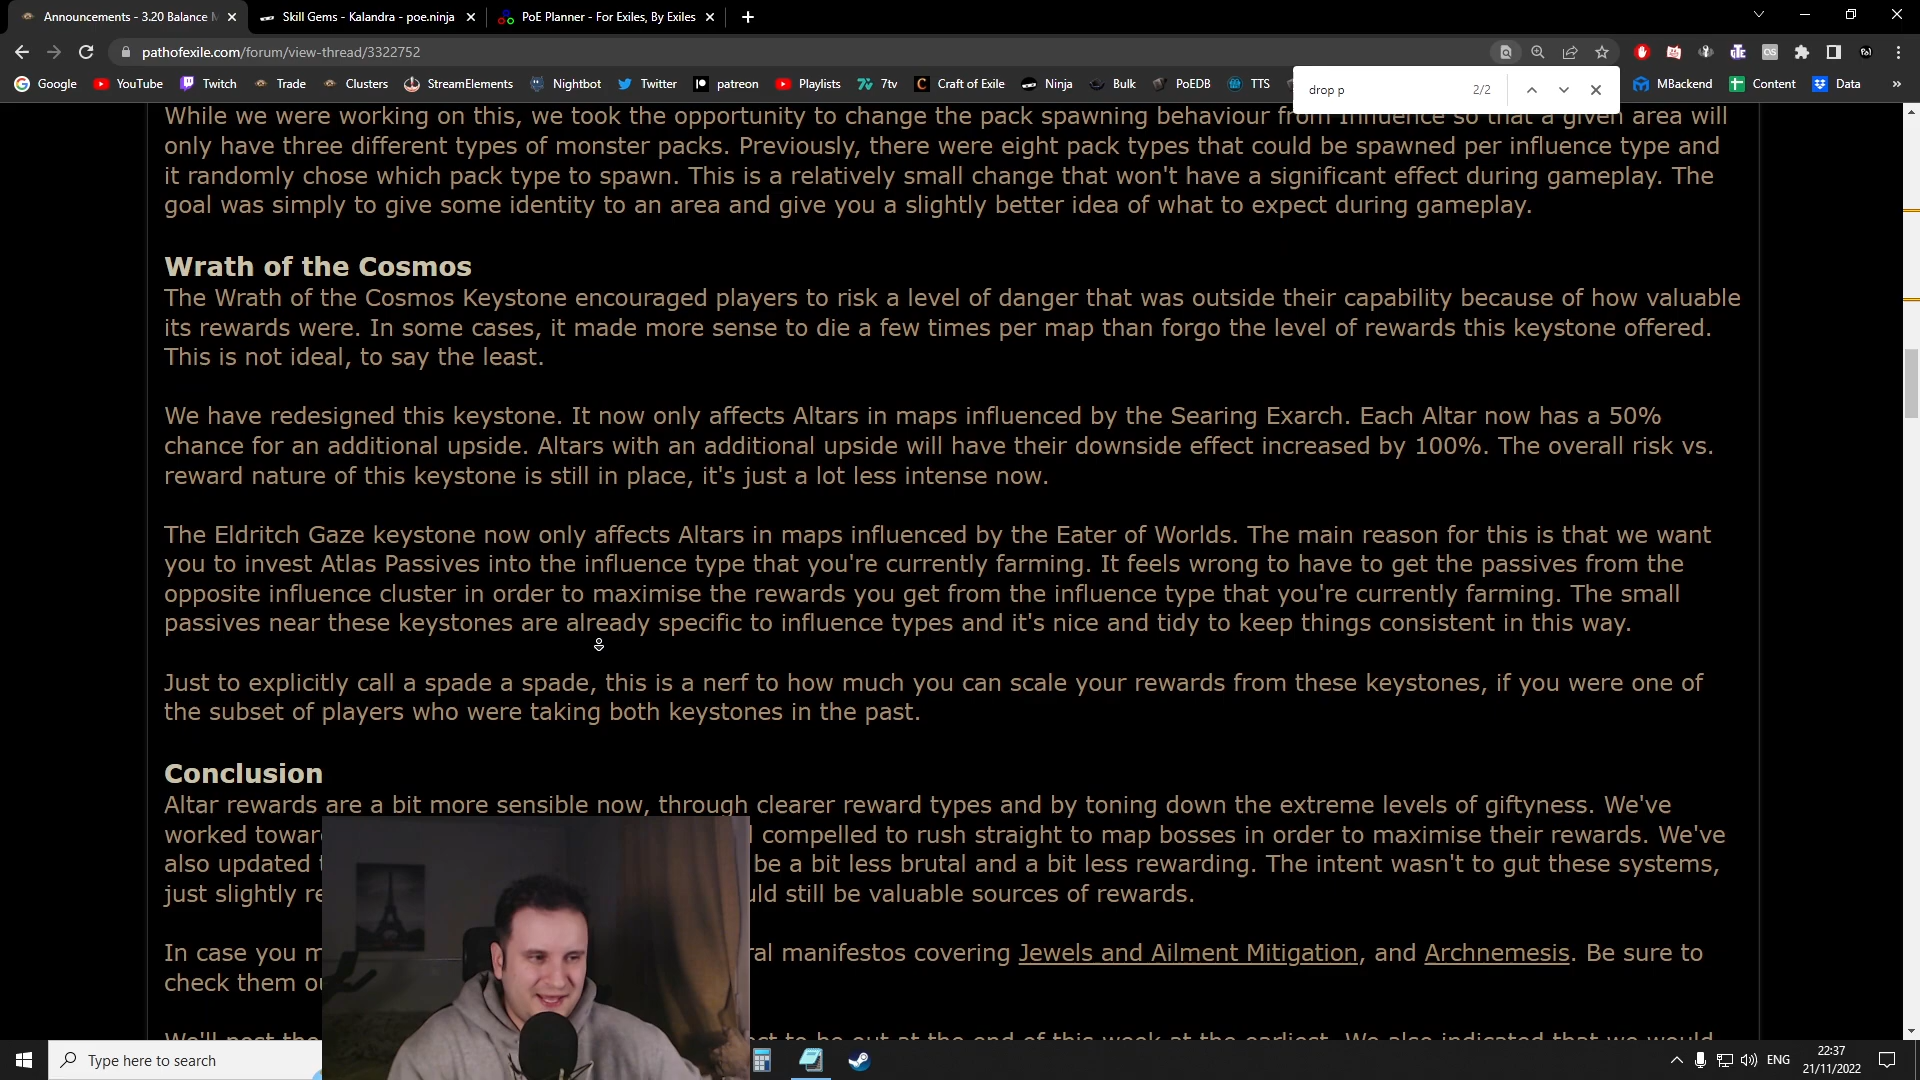 Announcements - 3.20 Balance M
Skill Gems - Kalandra - poe.ninja
PoE Planner - For Exiles, By Exiles
pathofexile.com/forum/view-thread/3322752
Google YouTube Twitch Trade Clusters StreamElements Nightbot Twitter patreon Playlists 7tv Craft of Exile Ninja Bulk PoEDB TTS MBackend Content Data
drop p 2/2
While we were working on this, we took the opportunity to change the pack spawning behaviour from Influence so that a given area will
only have three different types of monster packs. Previously, there were eight pack types that could be spawned per influence type and
it randomly chose which pack type to spawn. This is a relatively small change that won't have a significant effect during gameplay. The
goal was simply to give some identity to an area and give you a slightly better idea of what to expect during gameplay.
Wrath of the Cosmos
The Wrath of the Cosmos Keystone encouraged players to risk a level of danger that was outside their capability because of how valuable
its rewards were. In some cases, it made more sense to die a few times per map than forgo the level of rewards this keystone offered.
This is not ideal, to say the least.
We have redesigned this keystone. It now only affects Altars in maps influenced by the Searing Exarch. Each Altar now has a 50%
chance for an additional upside. Altars with an additional upside will have their downside effect increased by 100%. The overall risk vs.
reward nature of this keystone is still in place, it's just a lot less intense now.
The Eldritch Gaze keystone now only affects Altars in maps influenced by the Eater of Worlds. The main reason for this is that we want
you to invest Atlas Passives into the influence type that you're currently farming. It feels wrong to have to get the passives from the
opposite influence cluster in order to maximise the rewards you get from the influence type that you're currently farming. The small
passives near these keystones are already specific to influence types and it's nice and tidy to keep things consistent in this way.
Just to explicitly call a spade a spade, this is a nerf to how much you can scale your rewards from these keystones, if you were one of
the subset of players who were taking both keystones in the past.
Conclusion
Altar rewards are a bit more sensible now, through clearer reward types and by toning down the extreme levels of giftyness. We've
worked compelled to rush straight to map bosses in order to maximise their rewards. We've
also updated be a bit less brutal and a bit less rewarding. The intent wasn't to gut these systems,
just slightly still be valuable sources of rewards.
In case you manifestos covering Jewels and Ailment Mitigation, and Archnemesis. Be sure to
check them
We'll to be out at the end of this week at the earliest. We also indicated that we would
Type here to search
ENG
22:37
21/11/2022